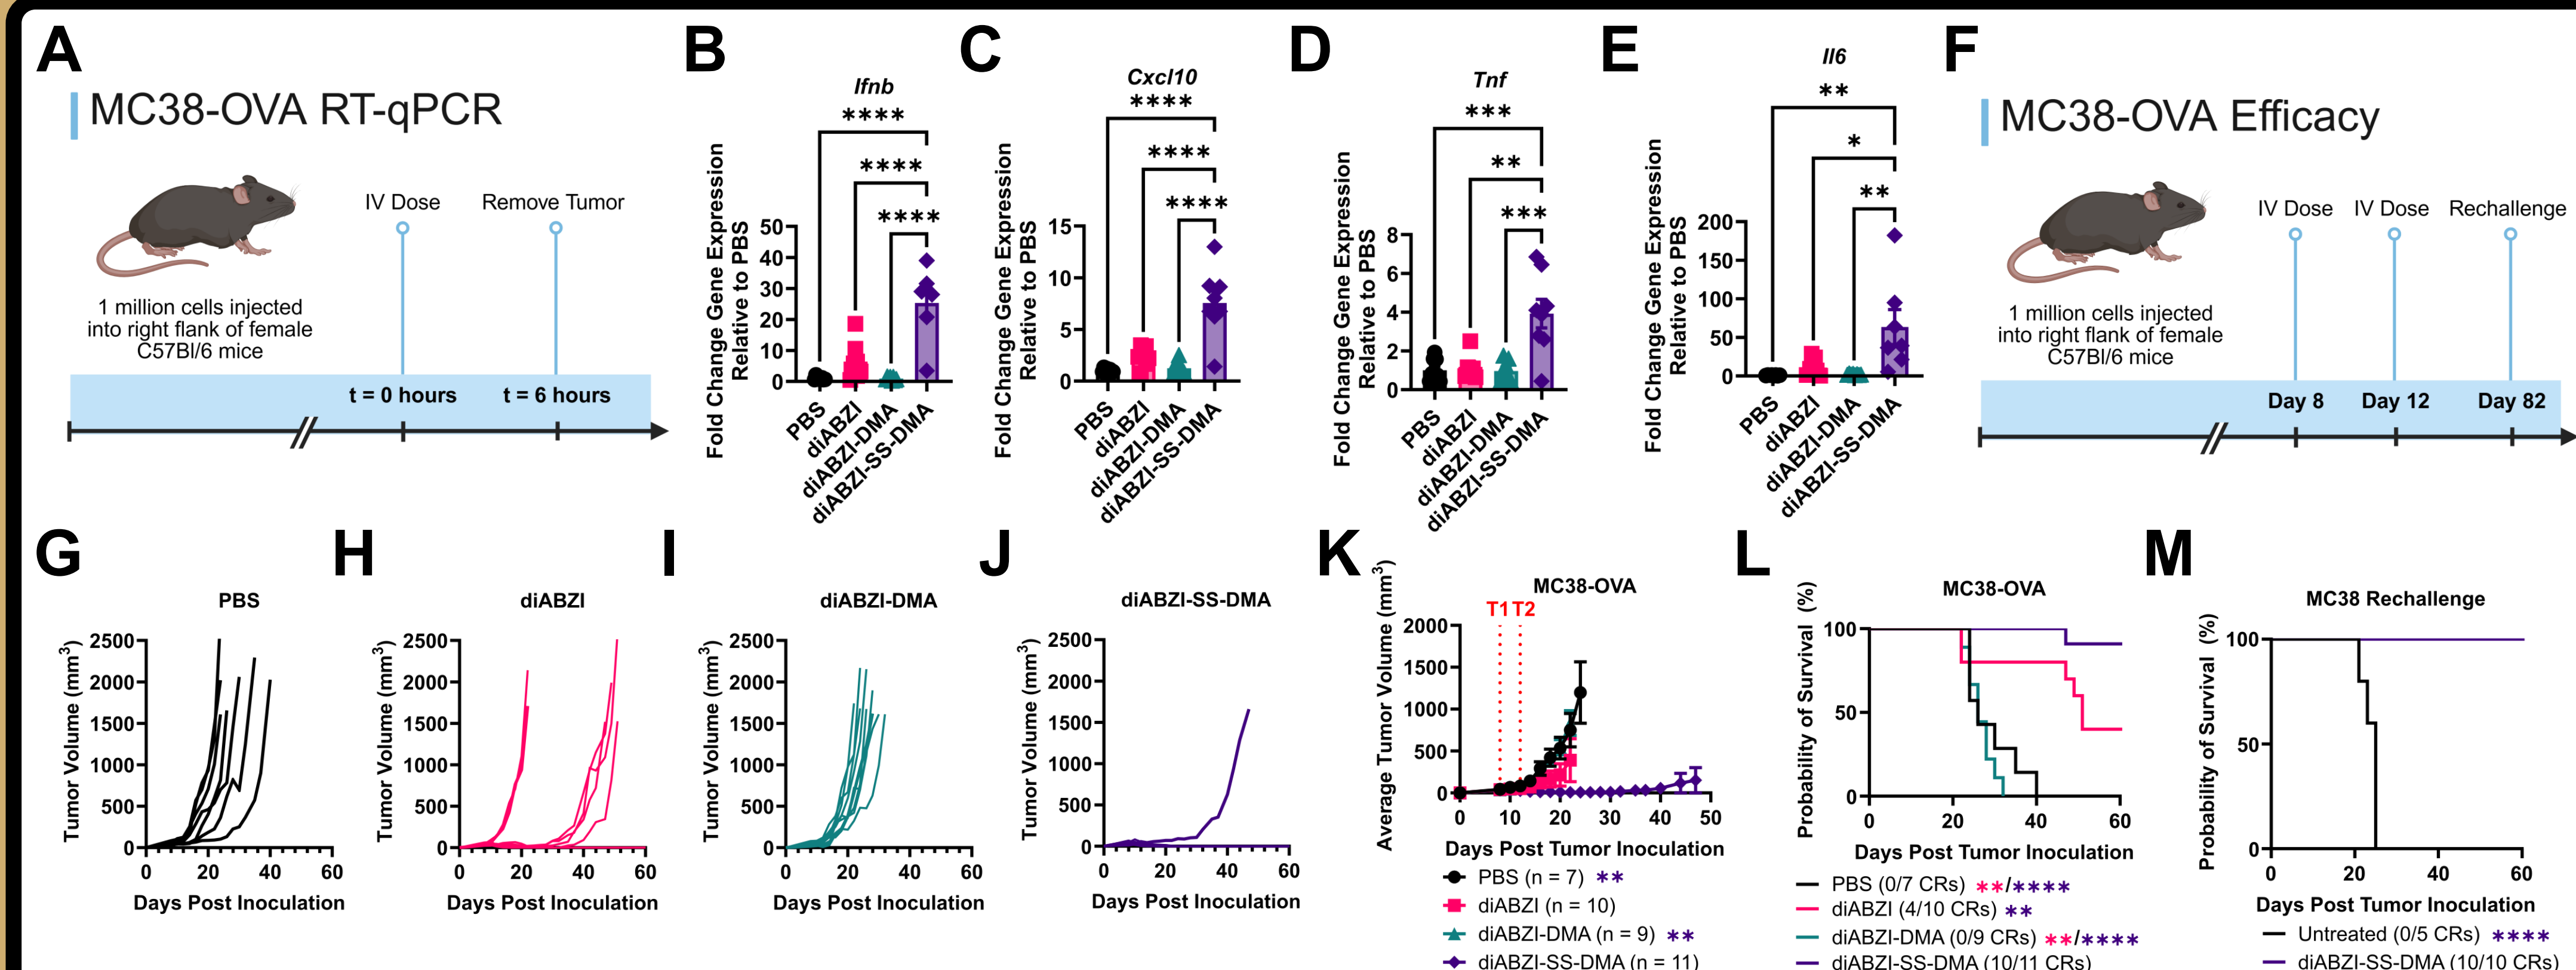 A
MC38-OVA RT-qPCR
IV Dose
Remove Tumor
1 million cells injected
into right flank of female
C57Bl/6 mice
t = 0 hours
t = 6 hours
B
Ifnb
****
****
****
Fold Change Gene Expression
Relative to PBS
50
40
30
20
10
0
PBS
diABZI
diABZI-DMA
diABZI-SS-DMA
C
Cxcl10
****
****
****
Fold Change Gene Expression
Relative to PBS
15
10
5
0
PBS
diABZI
diABZI-DMA
diABZI-SS-DMA
D
Tnf
***
**
***
Fold Change Gene Expression
Relative to PBS
8
6
4
2
0
PBS
diABZI
diABZI-DMA
diABZI-SS-DMA
E
Il6
**
*
**
Fold Change Gene Expression
Relative to PBS
200
150
100
50
0
PBS
diABZI
diABZI-DMA
diABZI-SS-DMA
F
MC38-OVA Efficacy
IV Dose
IV Dose
Rechallenge
1 million cells injected
into right flank of female
C57Bl/6 mice
Day 8
Day 12
Day 82
G
PBS
Tumor Volume (mm3)
2500
2000
1500
1000
500
0
0 20 40 60
Days Post Inoculation
H
diABZI
Tumor Volume (mm3)
2500
2000
1500
1000
500
0
0 20 40 60
Days Post Inoculation
I
diABZI-DMA
Tumor Volume (mm3)
2500
2000
1500
1000
500
0
0 20 40 60
Days Post Inoculation
J
diABZI-SS-DMA
Tumor Volume (mm3)
2500
2000
1500
1000
500
0
0 20 40 60
Days Post Inoculation
K
MC38-OVA
T1 T2
Average Tumor Volume (mm3)
2000
1500
1000
500
0
0 10 20 30 40 50
Days Post Tumor Inoculation
PBS (n = 7) **
diABZI (n = 10)
diABZI-DMA (n = 9) **
diABZI-SS-DMA (n = 11)
L
MC38-OVA
Probability of Survival (%)
100
50
0
0 20 40 60
Days Post Tumor Inoculation
PBS (0/7 CRs) **/****
diABZI (4/10 CRs) **
diABZI-DMA (0/9 CRs) **/****
diABZI-SS-DMA (10/11 CRs)
M
MC38 Rechallenge
Probability of Survival (%)
100
50
0
0 20 40 60
Days Post Tumor Inoculation
Untreated (0/5 CRs) ****
diABZI-SS-DMA (10/10 CRs)